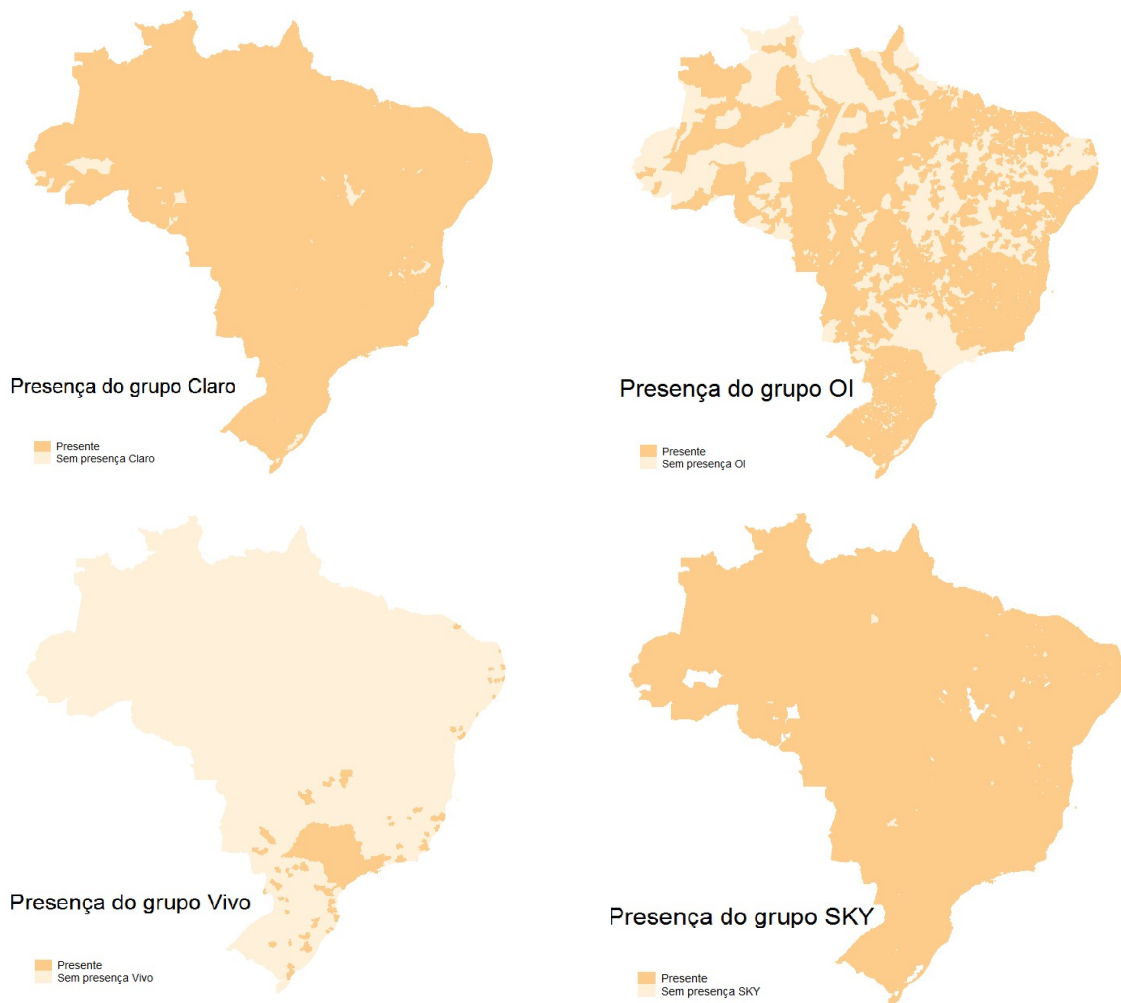 Presença do grupo Claro
Presente
Sem presença Claro
Presença do grupo OI
Presente
Sem presença OI
Presença do grupo Vivo
Presente
Sem presença Vivo
Presença do grupo SKY
Presente
Sem presença SKY